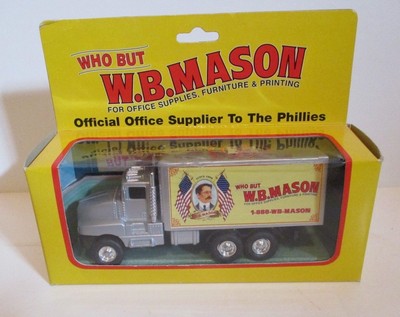 WHO BUT
W.B.MASON
FOR OFFICE SUPPLIES, FURNITURE & PRINTING
Official Office Supplier To The Phillies
WHO BUT
W.B.MASON
1-888-WB-MASON